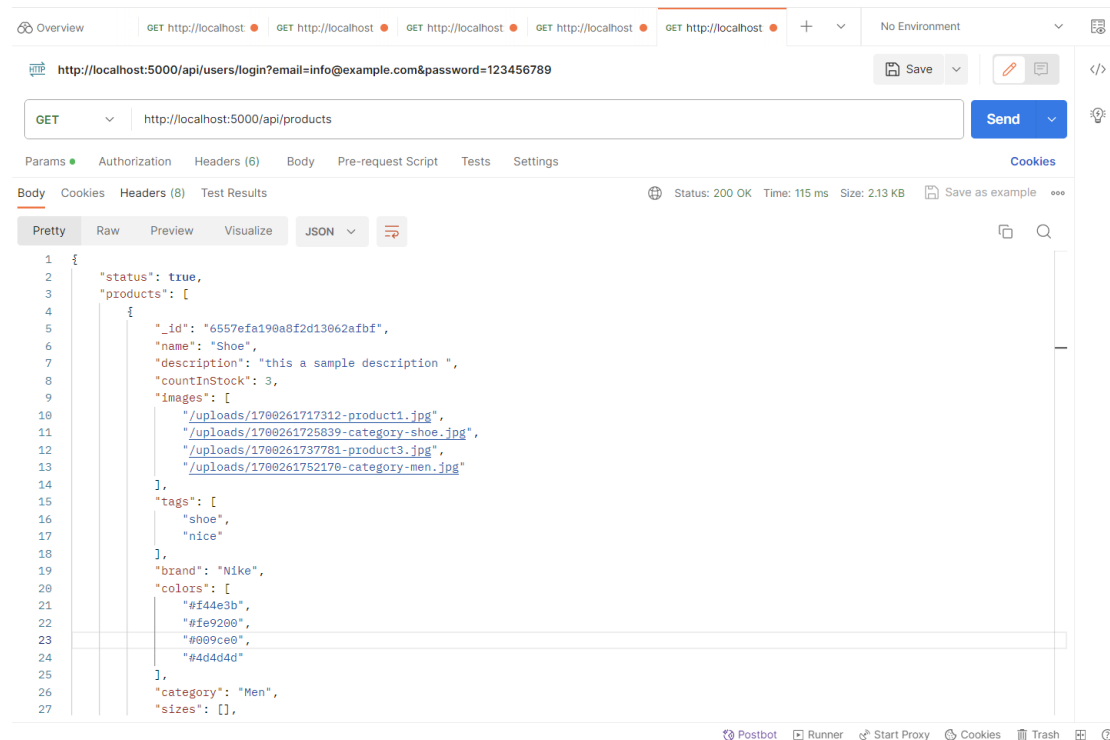 Overview GET http://localhost: GET http://localhost GET http://localhost GET http://localhost GET http://localhost No Environment
HTTP http://localhost:5000/api/users/login?email=info@example.com&password=123456789 Save
GET http://localhost:5000/api/products Send
Params Authorization Headers (6) Body Pre-request Script Tests Settings Cookies
Body Cookies Headers (8) Test Results Status: 200 OK Time: 115 ms Size: 2.13 KB Save as example
Pretty Raw Preview Visualize JSON
1 {
2 "status": true,
3 "products": [
4 {
5 "_id": "6557efa190a8f2d13062afbf",
6 "name": "Shoe",
7 "description": "this a sample description ",
8 "countInStock": 3,
9 "images": [
10 "/uploads/1700261717312-product1.jpg",
11 "/uploads/1700261725839-category-shoe.jpg",
12 "/uploads/1700261737781-product3.jpg",
13 "/uploads/1700261752170-category-men.jpg"
14 ],
15 "tags": [
16 "shoe",
17 "nice"
18 ],
19 "brand": "Nike",
20 "colors": [
21 "#f44e3b",
22 "#fe9200",
23 "#009ce0",
24 "#4d4d4d"
25 ],
26 "category": "Men",
27 "sizes": [],
Postbot Runner Start Proxy Cookies Trash